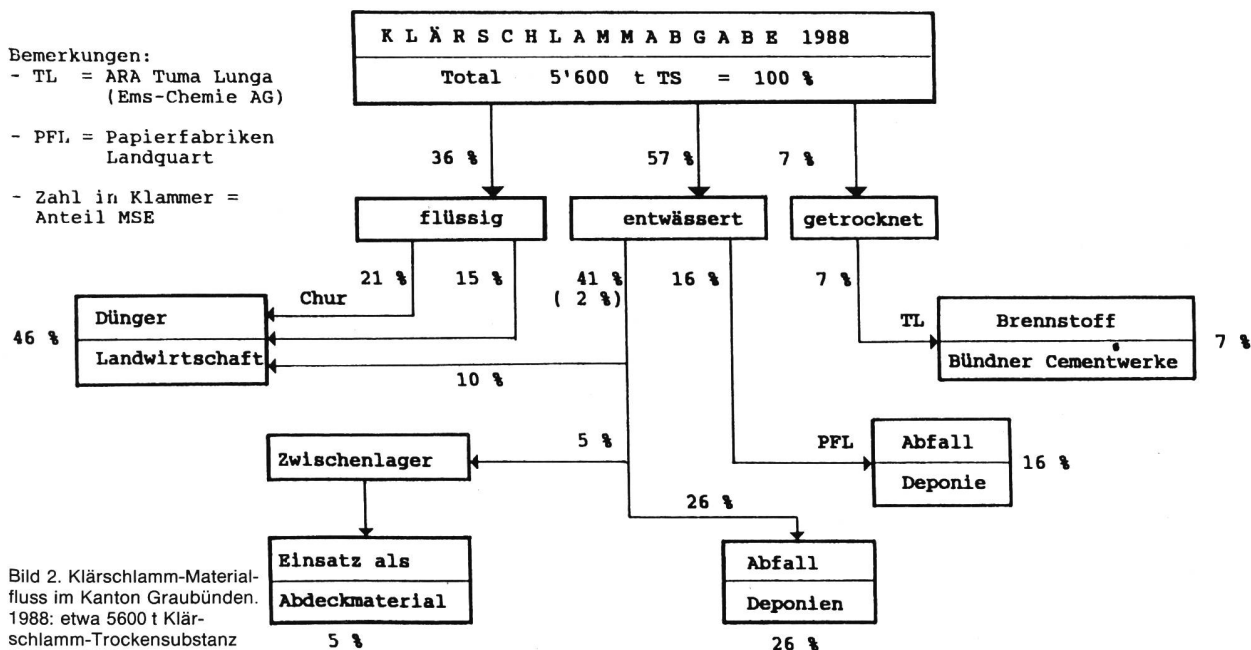 K L Ä R S C H L A M M A B G A B E 1988
Total 5'600 t TS = 100 %
Bemerkungen:
- TL = ARA Tuma Lunga
(Ems-Chemie AG)
- PFL = Papierfabriken
Landquart
- Zahl in Klammer =
Anteil MSE
36 %
57 %
7 %
flüssig
entwässert
getrocknet
21 %
15 %
41 %
( 2 %)
16 %
7 %
Chur
46 %
Dünger
Landwirtschaft
10 %
TL
Brennstoff
Bündner Cementwerke
7 %
5 %
Zwischenlager
PFL
Abfall
Deponie
16 %
26 %
Einsatz als
Abdeckmaterial
5 %
Abfall
Deponien
26 %
Bild 2. Klärschlamm-Material-
fluss im Kanton Graubünden.
1988: etwa 5600 t Klär-
schlamm-Trockensubstanz